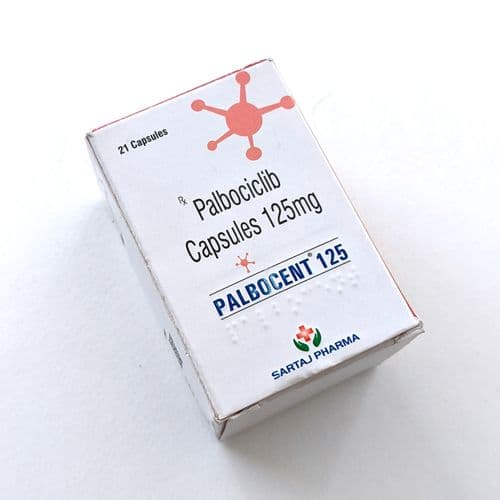 21 Capsules
℞ Palbociclib
Capsules 125mg
PALBOCENT® 125
SARTAJ PHARMA